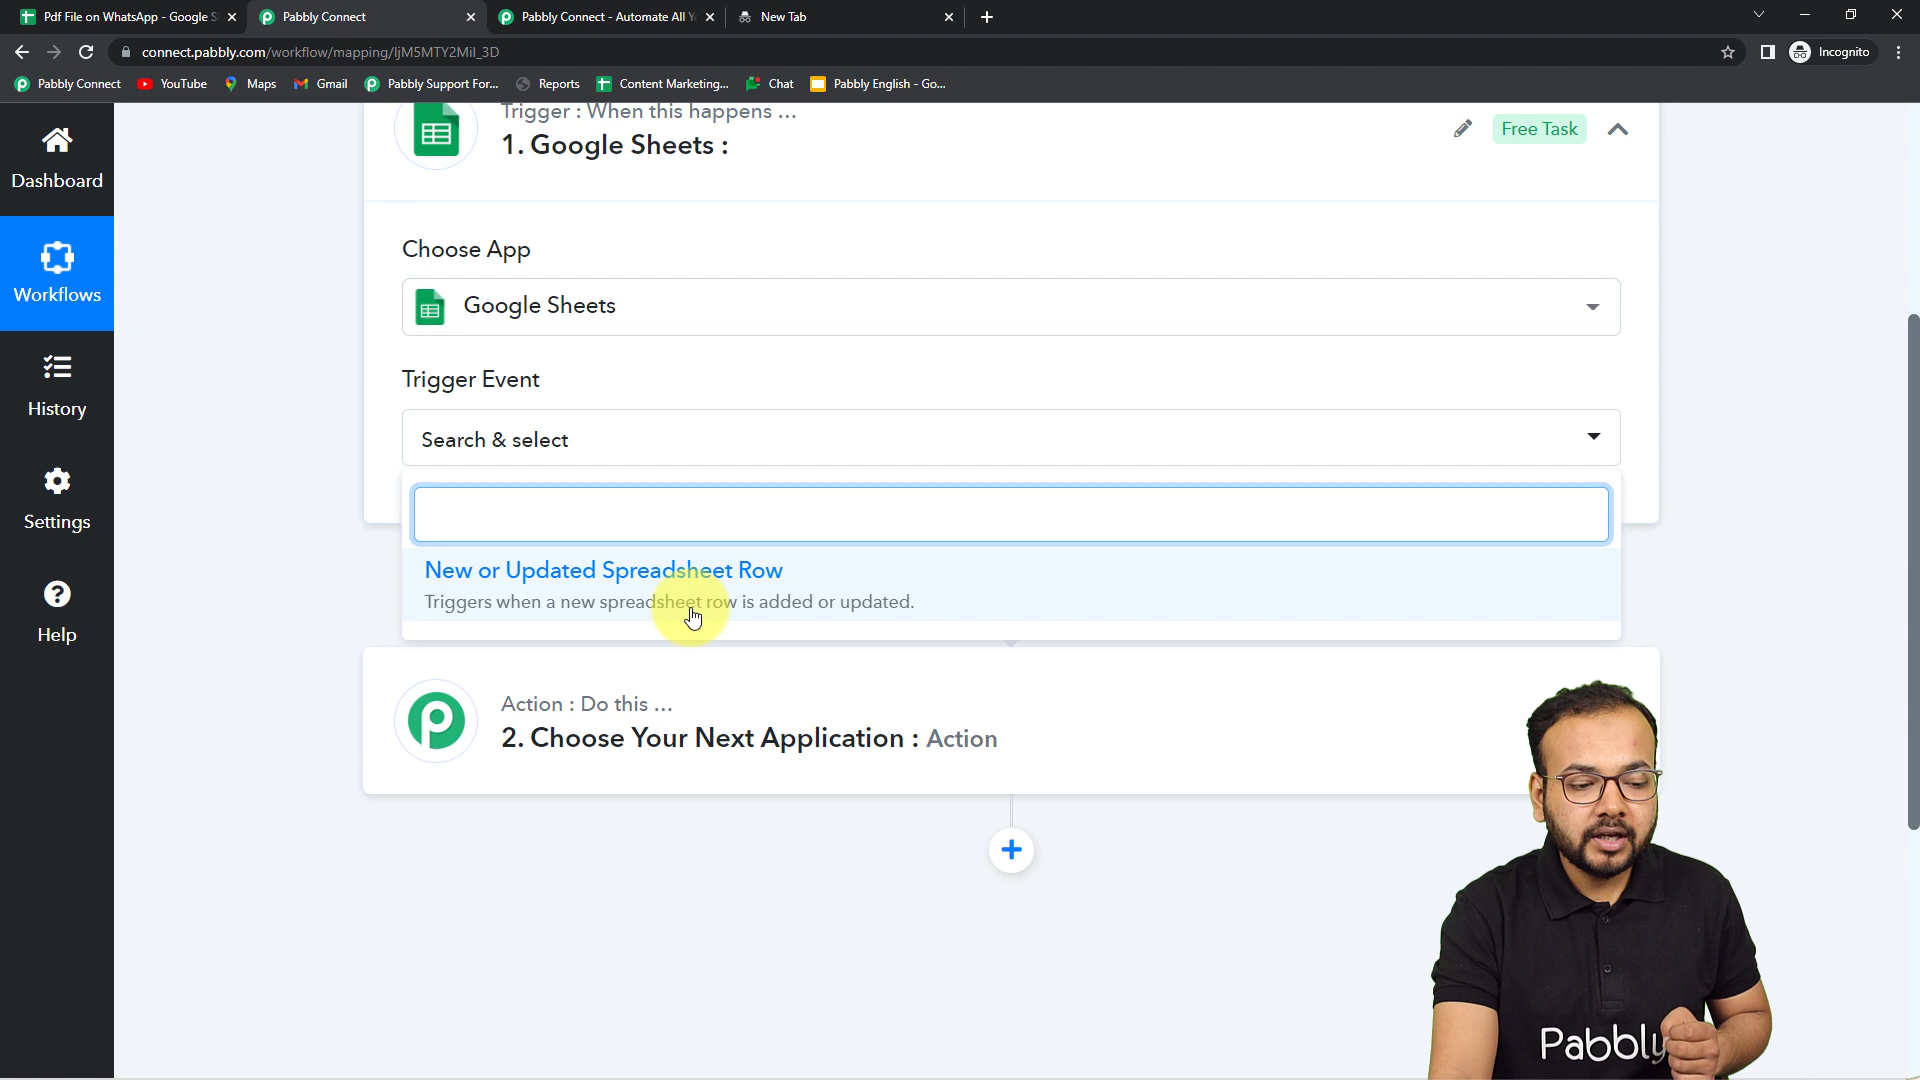 Pdf File on WhatsApp - Google S
Pabbly Connect
Pabbly Connect - Automate All Y
New Tab
connect.pabbly.com/workflow/mapping/IjM5MTY2MiI_3D
Incognito
Pabbly Connect
YouTube
Maps
Gmail
Pabbly Support For...
Reports
Content Marketing...
Chat
Pabbly English - Go...
Dashboard
Workflows
History
Settings
Help
Trigger : When this happens ...
1. Google Sheets :
Free Task
Choose App
Google Sheets
Trigger Event
Search & select
New or Updated Spreadsheet Row
Triggers when a new spreadsheet row is added or updated.
Action : Do this ...
2. Choose Your Next Application : Action
Pabbly